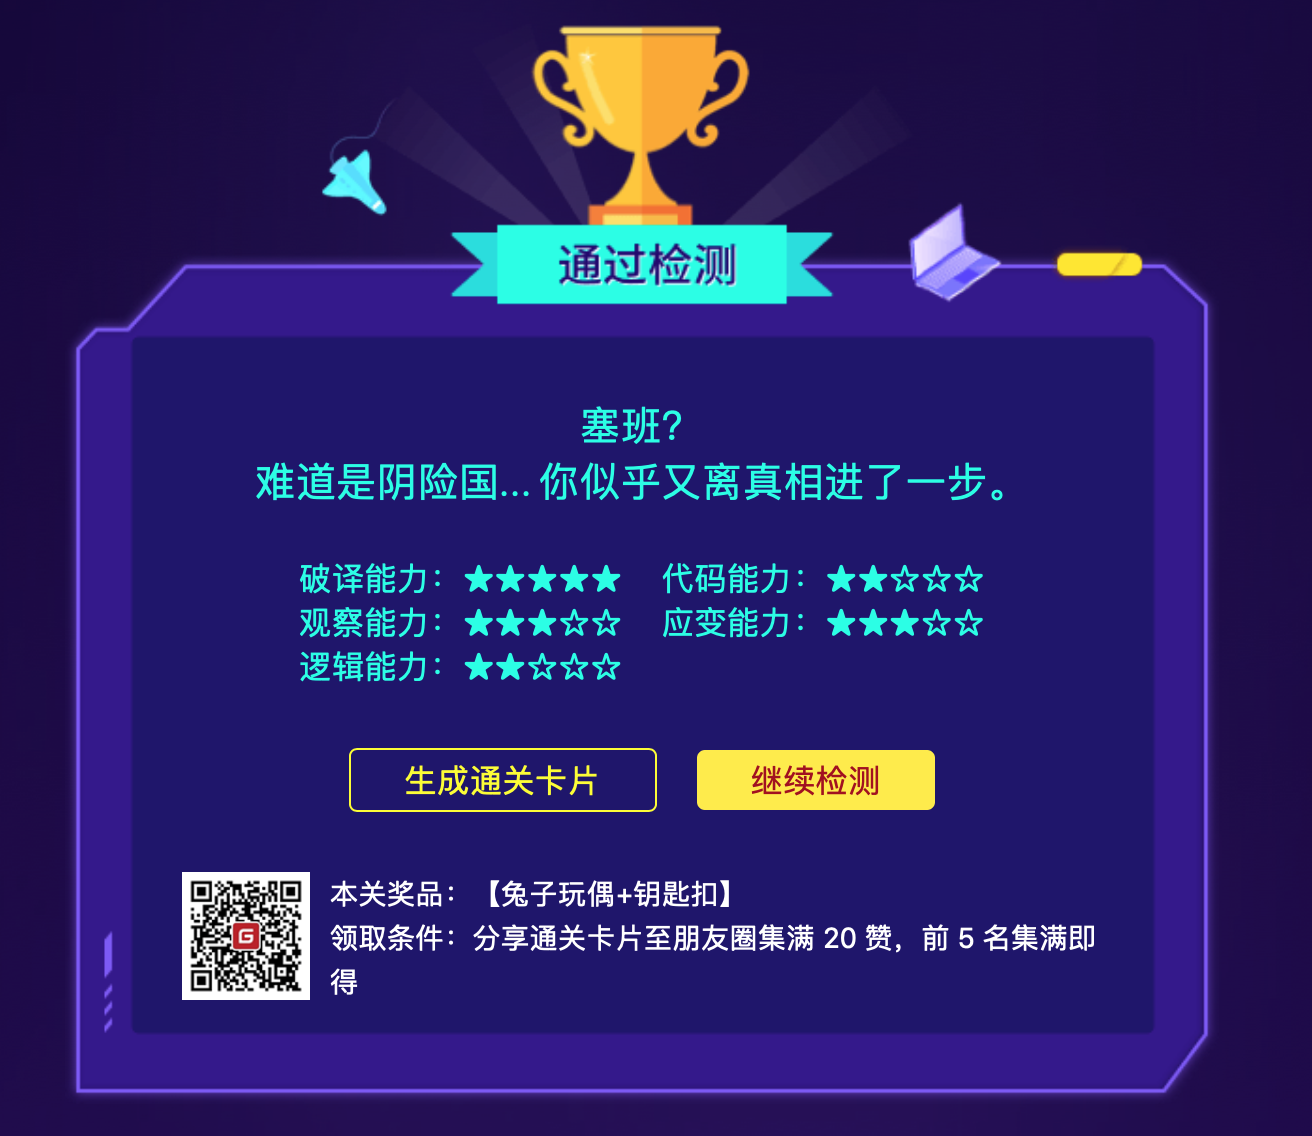 通过检测
塞班?
难道是阴险国... 你似乎又离真相进了一步。
破译能力：★★★★★ 代码能力：★★☆☆☆
观察能力：★★★☆☆ 应变能力：★★★☆☆
逻辑能力：★★☆☆☆
生成通关卡片 继续检测
本关奖品：【兔子玩偶+钥匙扣】
领取条件：分享通关卡片至朋友圈集满 20 赞，前 5 名集满即
得